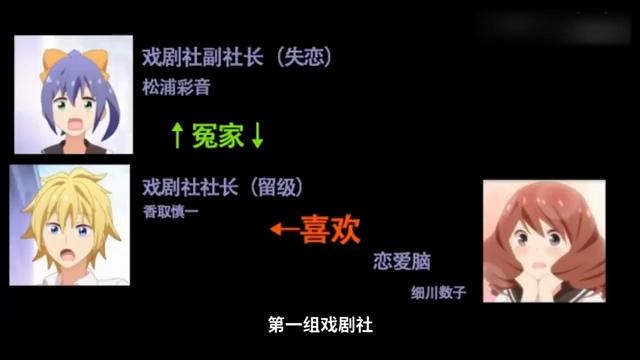 戏剧社副社长（失恋）
松浦彩音
↑冤家↓
戏剧社社长（留级）
香取慎一
←喜欢
恋爱脑
细川数子
第一组戏剧社